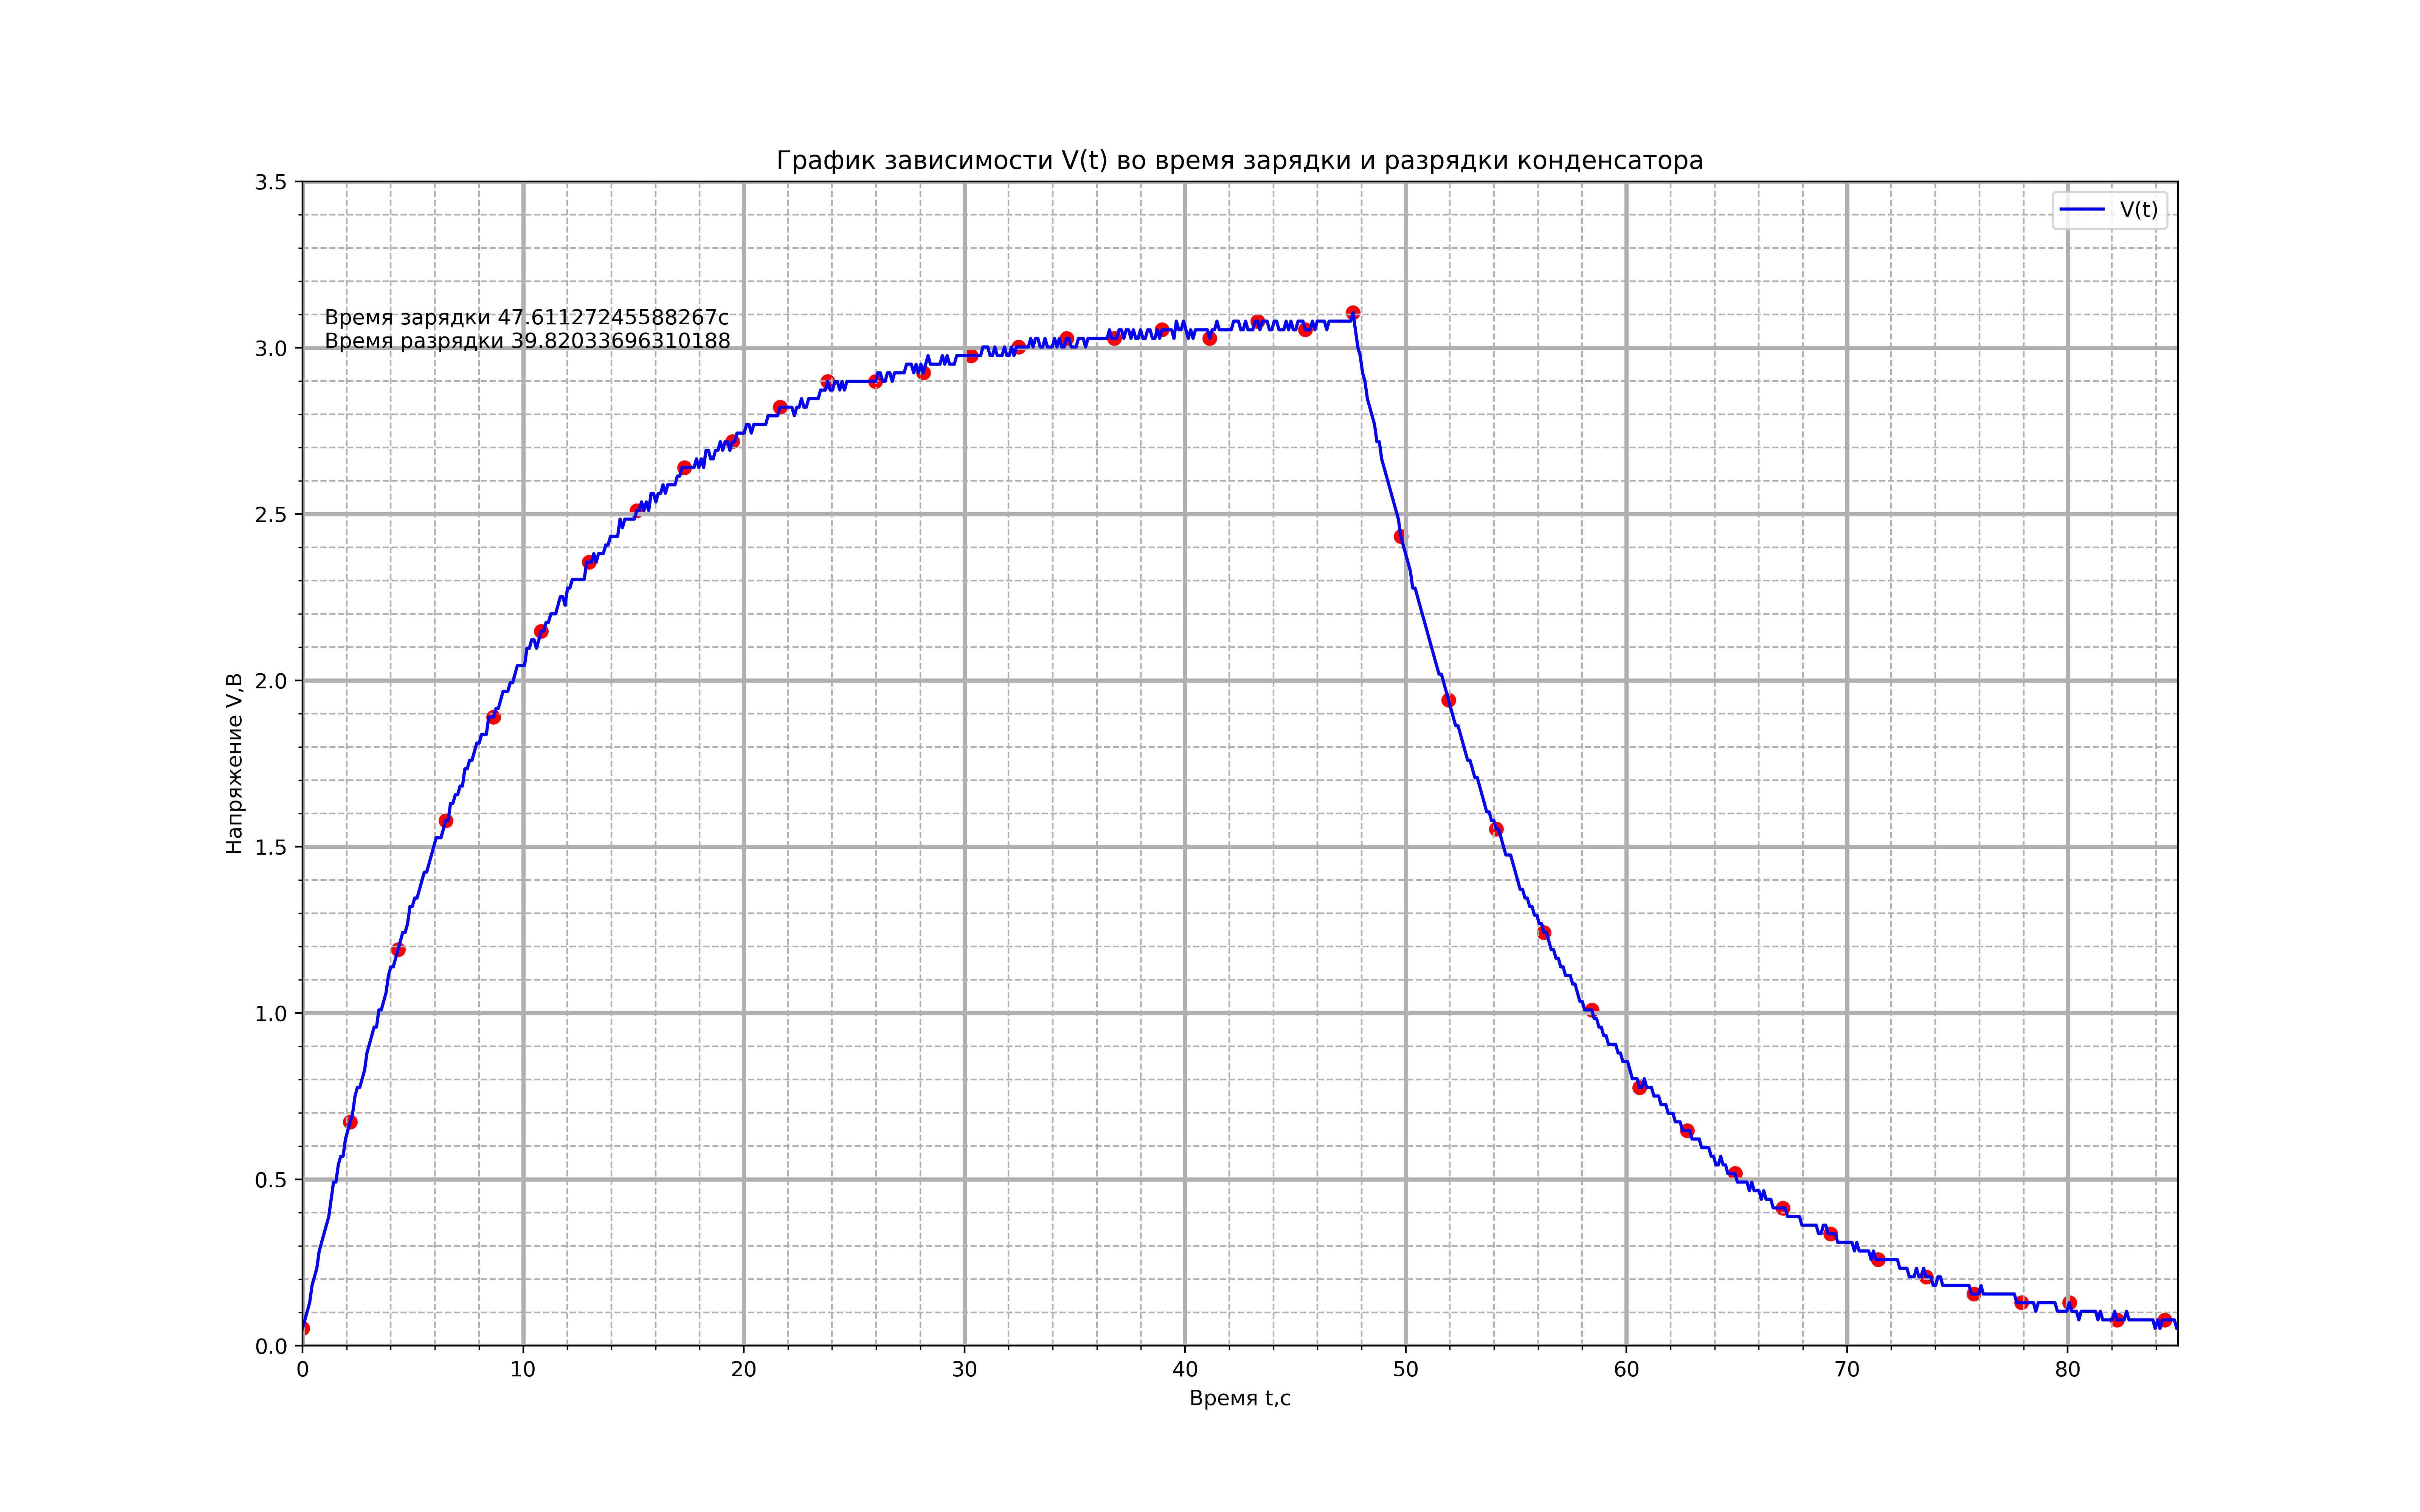 График зависимости V(t) во время зарядки и разрядки конденсатора
V(t)
Время зарядки 47.61127245588267с
Время разрядки 39.82033696310188
Напряжение V,В
3.5
3.0
2.5
2.0
1.5
1.0
0.5
0.0
0 10 20 30 40 50 60 70 80
Время t,с